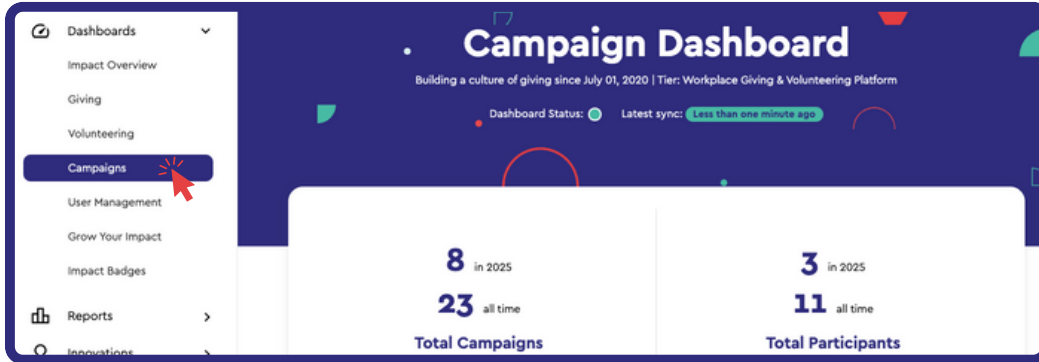 Dashboards
Impact Overview
Giving
Volunteering
Campaigns
User Management
Grow Your Impact
Impact Badges
Reports
Innovations
Campaign Dashboard
Building a culture of giving since July 01, 2020 | Tier: Workplace Giving & Volunteering Platform
Dashboard Status: Latest sync: Less than one minute ago
8 in 2025
23 all time
Total Campaigns
3 in 2025
11 all time
Total Participants